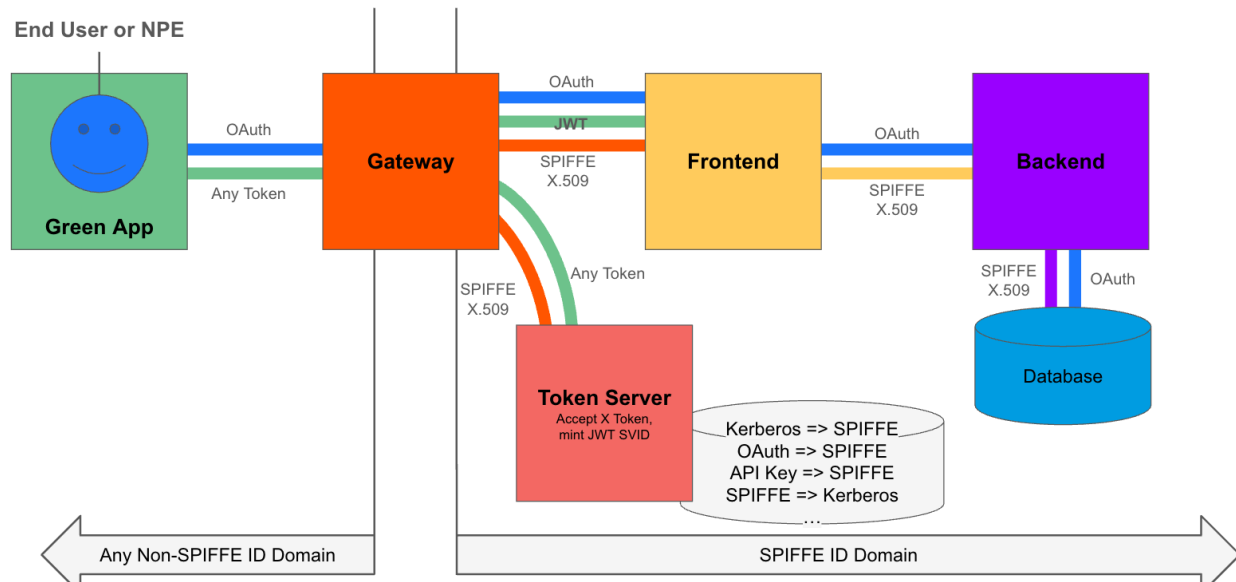 End User or NPE
Green App
OAuth
Any Token
Gateway
OAuth
JWT
SPIFFE
X.509
Frontend
OAuth
SPIFFE
X.509
Backend
SPIFFE
X.509
Any Token
SPIFFE
X.509
OAuth
Database
Token Server
Accept X Token,
mint JWT SVID
Kerberos => SPIFFE
OAuth => SPIFFE
API Key => SPIFFE
SPIFFE => Kerberos
...
Any Non-SPIFFE ID Domain
SPIFFE ID Domain